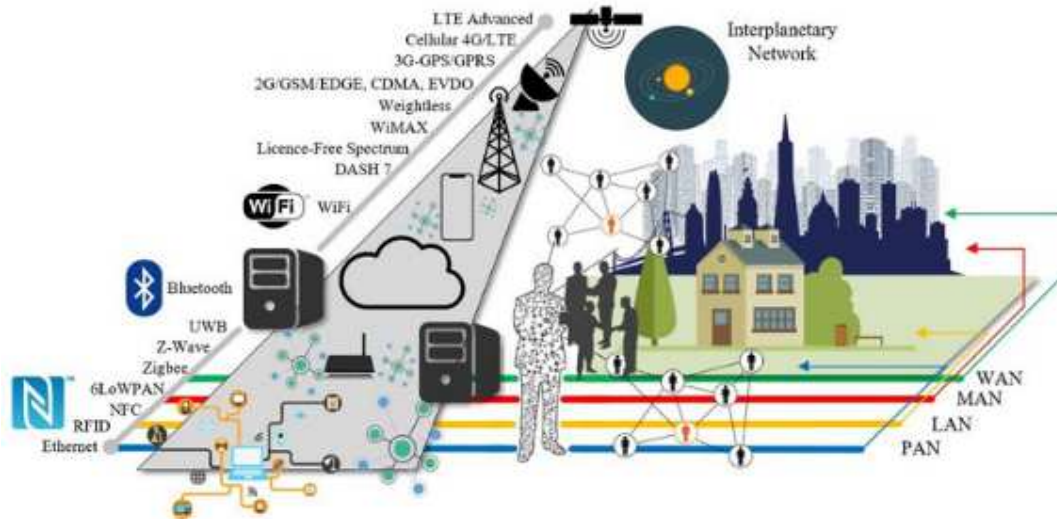 LTE Advanced
Cellular 4G/LTE
3G-GPS/GPRS
2G/GSM/EDGE, CDMA, EVDO
Weightless
WiMAX
Licence-Free Spectrum
DASH 7
WiFi WiFi
Bluetooth
UWB
Z-Wave
Zigbee
6LoWPAN
NFC
RFID
Ethernet
Interplanetary
Network
WAN
MAN
LAN
PAN